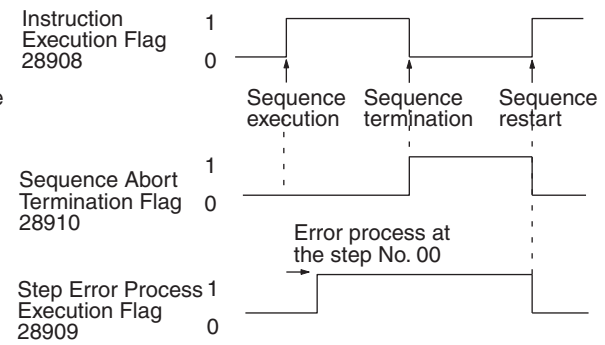 Instruction
Execution Flag
28908
1
0
e
Sequence execution
Sequence termination
Sequence restart
Sequence Abort
Termination Flag
28910
1
0
Error process at
the step No. 00
Step Error Process
Execution Flag
28909
1
0